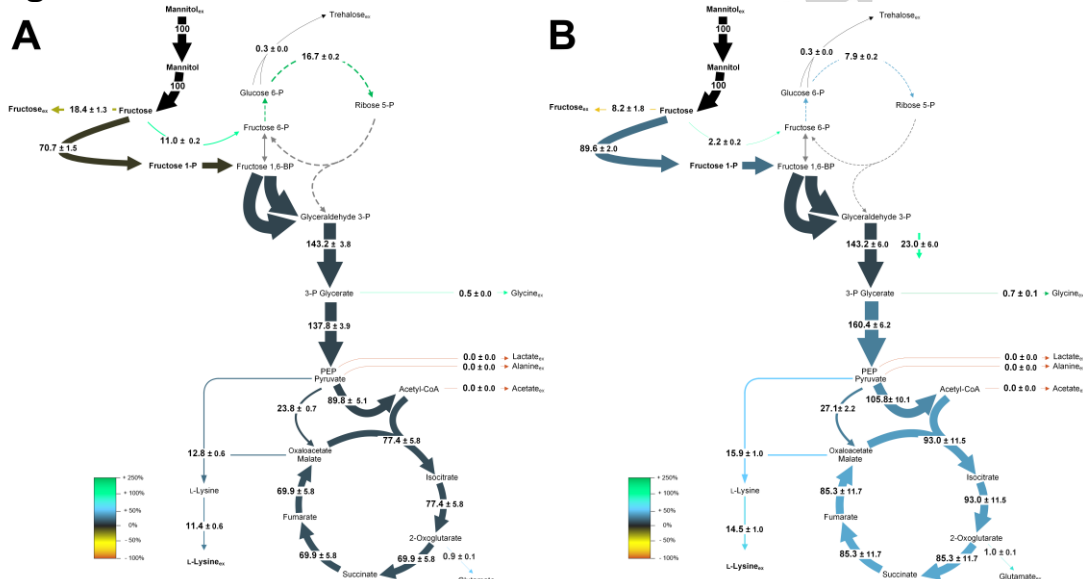 A
Mannitolex
100
Trehaloseex
0.3 ± 0.0
16.7 ± 0.2
Mannitol
100
Glucose 6-P
Ribose 5-P
Fructoseex
18.4 ± 1.3
Fructose
11.0 ± 0.2
Fructose 6-P
70.7 ± 1.5
Fructose 1-P
Fructose 1,6-BP
Glyceraldehyde 3-P
143.2 ± 3.8
3-P Glycerate
0.5 ± 0.0
Glycineex
137.8 ± 3.9
PEP
Pyruvate
0.0 ± 0.0
Lactateex
0.0 ± 0.0
Alanineex
Acetyl-CoA
0.0 ± 0.0
Acetateex
89.8 ± 5.1
23.8 ± 0.7
77.4 ± 5.8
12.8 ± 0.6
Oxaloacetate
Malate
Isocitrate
L-Lysine
69.9 ± 5.8
77.4 ± 5.8
11.4 ± 0.6
Fumarate
2-Oxoglutarate
L-Lysineex
69.9 ± 5.8
69.9 ± 5.8
0.9 ± 0.1
Succinate
+ 250%
+ 100%
+ 50%
0%
- 50%
- 100%
B
Mannitolex
100
Trehaloseex
0.3 ± 0.0
7.9 ± 0.2
Mannitol
100
Glucose 6-P
Ribose 5-P
Fructoseex
8.2 ± 1.8
Fructose
2.2 ± 0.2
Fructose 6-P
89.6 ± 2.0
Fructose 1-P
Fructose 1,6-BP
Glyceraldehyde 3-P
143.2 ± 6.0
23.0 ± 6.0
3-P Glycerate
0.7 ± 0.1
Glycineex
160.4 ± 6.2
PEP
Pyruvate
0.0 ± 0.0
Lactateex
0.0 ± 0.0
Alanineex
Acetyl-CoA
0.0 ± 0.0
Acetateex
105.8± 10.1
27.1± 2.2
93.0 ± 11.5
15.9 ± 1.0
Oxaloacetate
Malate
Isocitrate
L-Lysine
85.3 ± 11.7
93.0 ± 11.5
14.5 ± 1.0
Fumarate
2-Oxoglutarate
L-Lysineex
85.3 ± 11.7
85.3 ± 11.7
1.0 ± 0.1
Succinate
Glutamateex
+ 250%
+ 100%
+ 50%
0%
- 50%
- 100%